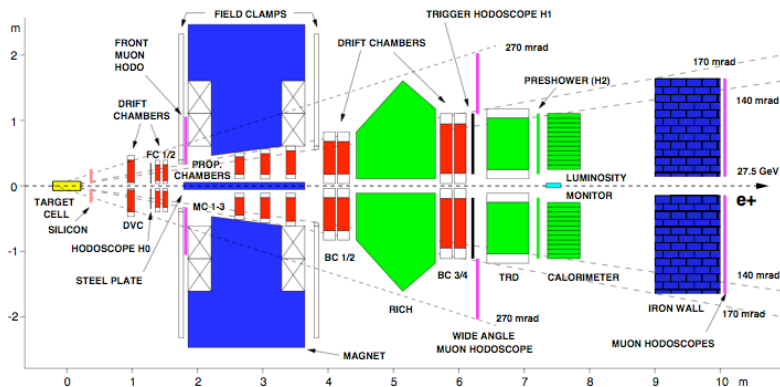 m
FIELD CLAMPS
TRIGGER HODOSCOPE H1
2
FRONT
MUON
HODO
DRIFT CHAMBERS
270 mrad
170 mrad
PRESHOWER (H2)
140 mrad
DRIFT
CHAMBERS
1
FC 1/2
PROP.
CHAMBERS
LUMINOSITY
27.5 GeV
0
e+
TARGET
CELL
MONITOR
SILICON
DVC
MC 1-3
HODOSCOPE H0
-1
STEEL PLATE
BC 1/2
BC 3/4
TRD
CALORIMETER
140 mrad
RICH
IRON WALL
170 mrad
-2
270 mrad
WIDE ANGLE
MUON HODOSCOPE
MUON HODOSCOPES
MAGNET
0 1 2 3 4 5 6 7 8 9 10 m